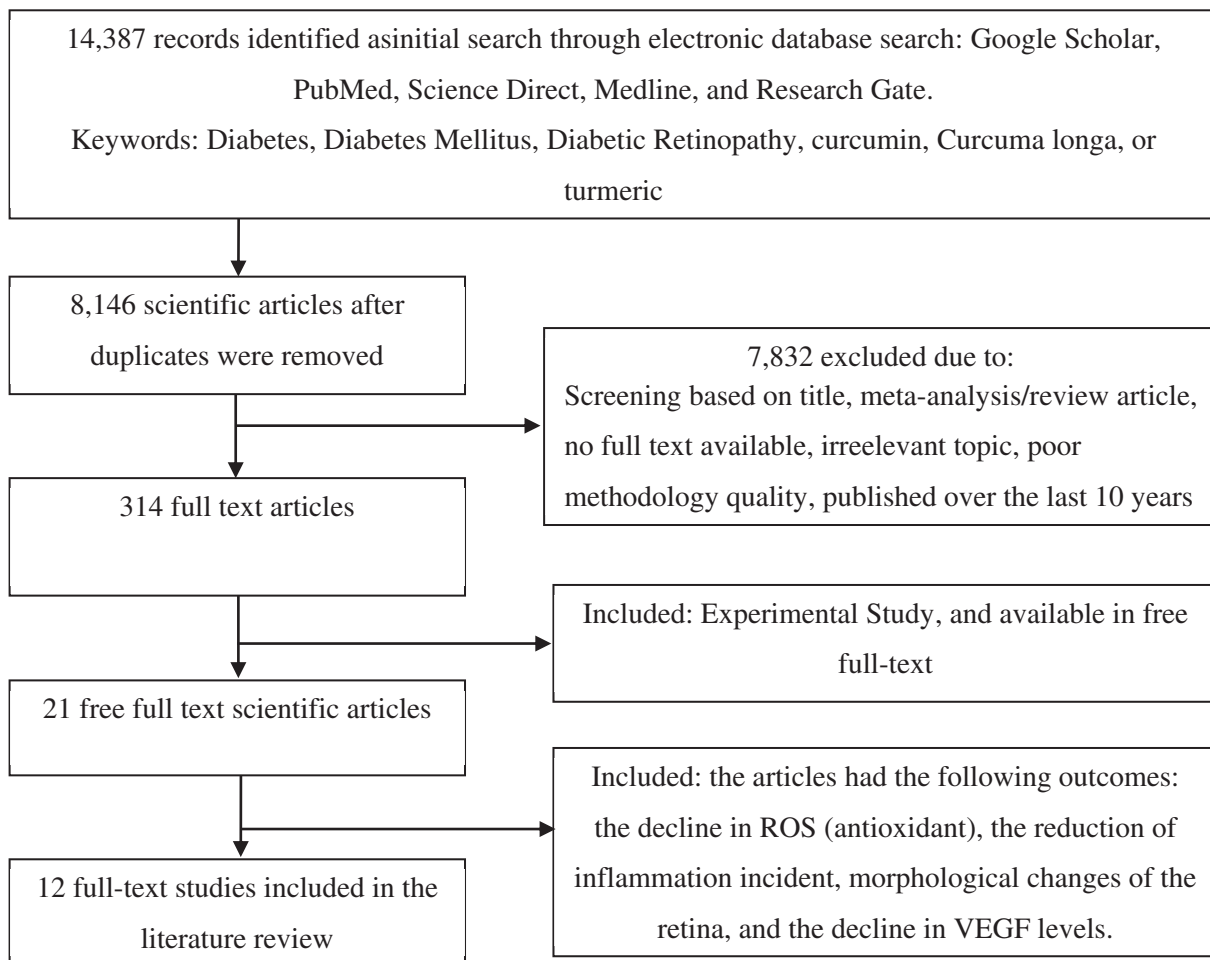 14,387 records identified asinitial search through electronic database search: Google Scholar,
PubMed, Science Direct, Medline, and Research Gate.
Keywords: Diabetes, Diabetes Mellitus, Diabetic Retinopathy, curcumin, Curcuma longa, or
turmeric
8,146 scientific articles after
duplicates were removed
7,832 excluded due to:
Screening based on title, meta-analysis/review article,
no full text available, irreelevant topic, poor
methodology quality, published over the last 10 years
314 full text articles
Included: Experimental Study, and available in free
full-text
21 free full text scientific articles
Included: the articles had the following outcomes:
the decline in ROS (antioxidant), the reduction of
inflammation incident, morphological changes of the
retina, and the decline in VEGF levels.
12 full-text studies included in the
literature review